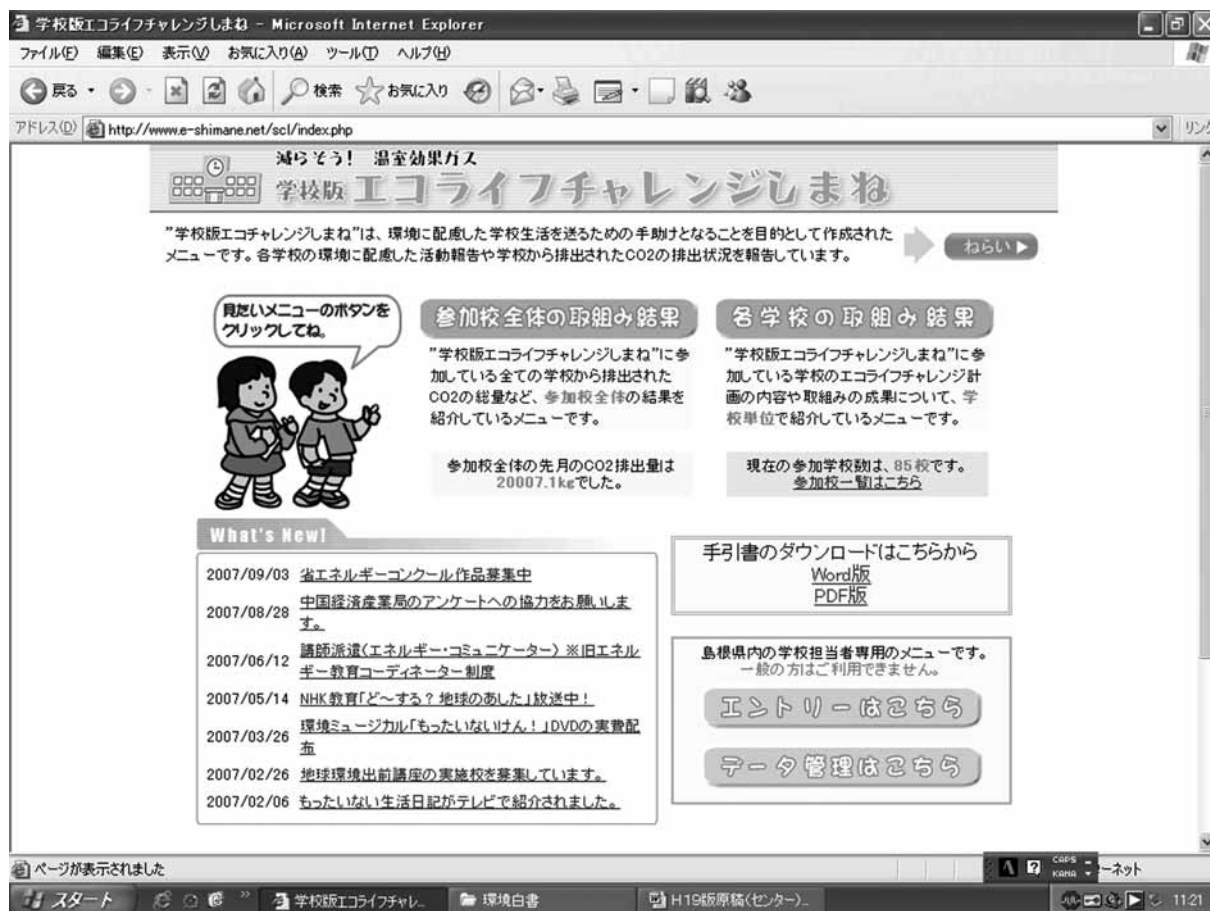 学校版エコライフチャレンジしまね - Microsoft Internet Explorer
ファイル(F) 編集(E) 表示(V) お気に入り(A) ツール(T) ヘルプ(H)
戻る 検索 お気に入り
アドレス(D) http://www.e-shimane.net/scl/index.php リンク
減らそう! 温室効果ガス
学校版 エコライフチャレンジしまね
"学校版エコチャレンジしまね"は、環境に配慮した学校生活を送るための手助けとなることを目的として作成された
メニューです。各学校の環境に配慮した活動報告や学校から排出されたCO2の排出状況を報告しています。
ねらい
見たいメニューのボタンを
クリックしてね。
参加校全体の取組み結果
"学校版エコライフチャレンジしまね"に参
加している全ての学校から排出された
CO2の総量など、参加校全体の結果を
紹介しているメニューです。
参加校全体の先月のCO2排出量は
20007.1kgでした。
各学校の取組み結果
"学校版エコライフチャレンジしまね"に参
加している学校のエコライフチャレンジ計
画の内容や取組みの成果について、学
校単位で紹介しているメニューです。
現在の参加学校数は、85校です。
参加校一覧はこちら
What's New!
2007/09/03 省エネルギーコンクール作品募集中
2007/08/28 中国経済産業局のアンケートへの協力をお願いしま
す。
2007/06/12 講師派遣(エネルギー・コミュニケーター) ※旧エネル
ギー教育コーディネーター制度
2007/05/14 NHK教育「ど~する?地球のあした」放送中!
2007/03/26 環境ミュージカル「もったいないけん!」DVDの実費配
布
2007/02/26 地球環境出前講座の実施校を募集しています。
2007/02/06 もったいない生活日記がテレビで紹介されました。
手引書のダウンロードはこちらから
Word版
PDF版
島根県内の学校担当者専用のメニューです。
一般の方はご利用できません。
エントリーはこちら
データ管理はこちら
ページが表示されました
CAPS
KANA
ーネット
スタート 学校版エコライフチャレ... 環境白書 H19版原稿(センター)... 11:21